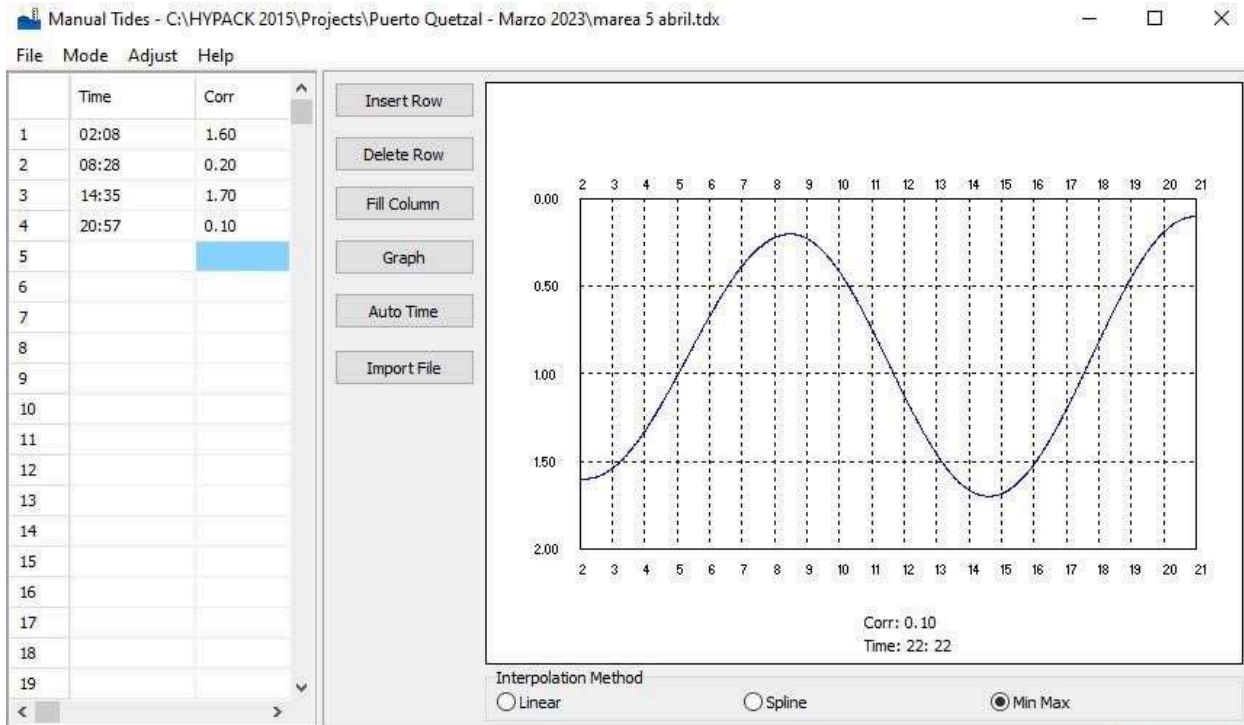 Manual Tides - C:\HYPACK 2015\Projects\Puerto Quetzal - Marzo 2023\marea 5 abril.tdx
File Mode Adjust Help
Time Corr
1 02:08 1.60
2 08:28 0.20
3 14:35 1.70
4 20:57 0.10
5
6
7
8
9
10
11
12
13
14
15
16
17
18
19
Insert Row
Delete Row
Fill Column
Graph
Auto Time
Import File
2 3 4 5 6 7 8 9 10 11 12 13 14 15 16 17 18 19 20 21
0.00
0.50
1.00
1.50
2.00
2 3 4 5 6 7 8 9 10 11 12 13 14 15 16 17 18 19 20 21
Corr: 0.10
Time: 22: 22
Interpolation Method
Linear Spline Min Max